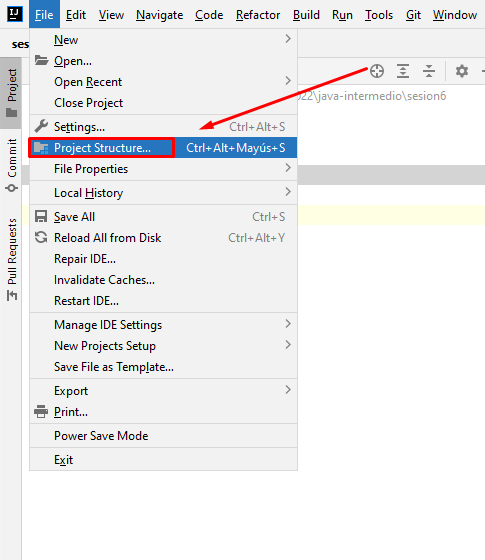 IJ File Edit View Navigate Code Refactor Build Run Tools Git Window
ses
022\java-intermedio\sesion6
Project
Commit
Pull Requests
New
Open...
Open Recent
Close Project
Settings... Ctrl+Alt+S
Project Structure... Ctrl+Alt+Mayús+S
File Properties
Local History
Save All Ctrl+S
Reload All from Disk Ctrl+Alt+Y
Repair IDE...
Invalidate Caches...
Restart IDE...
Manage IDE Settings
New Projects Setup
Save File as Template...
Export
Print...
Power Save Mode
Exit